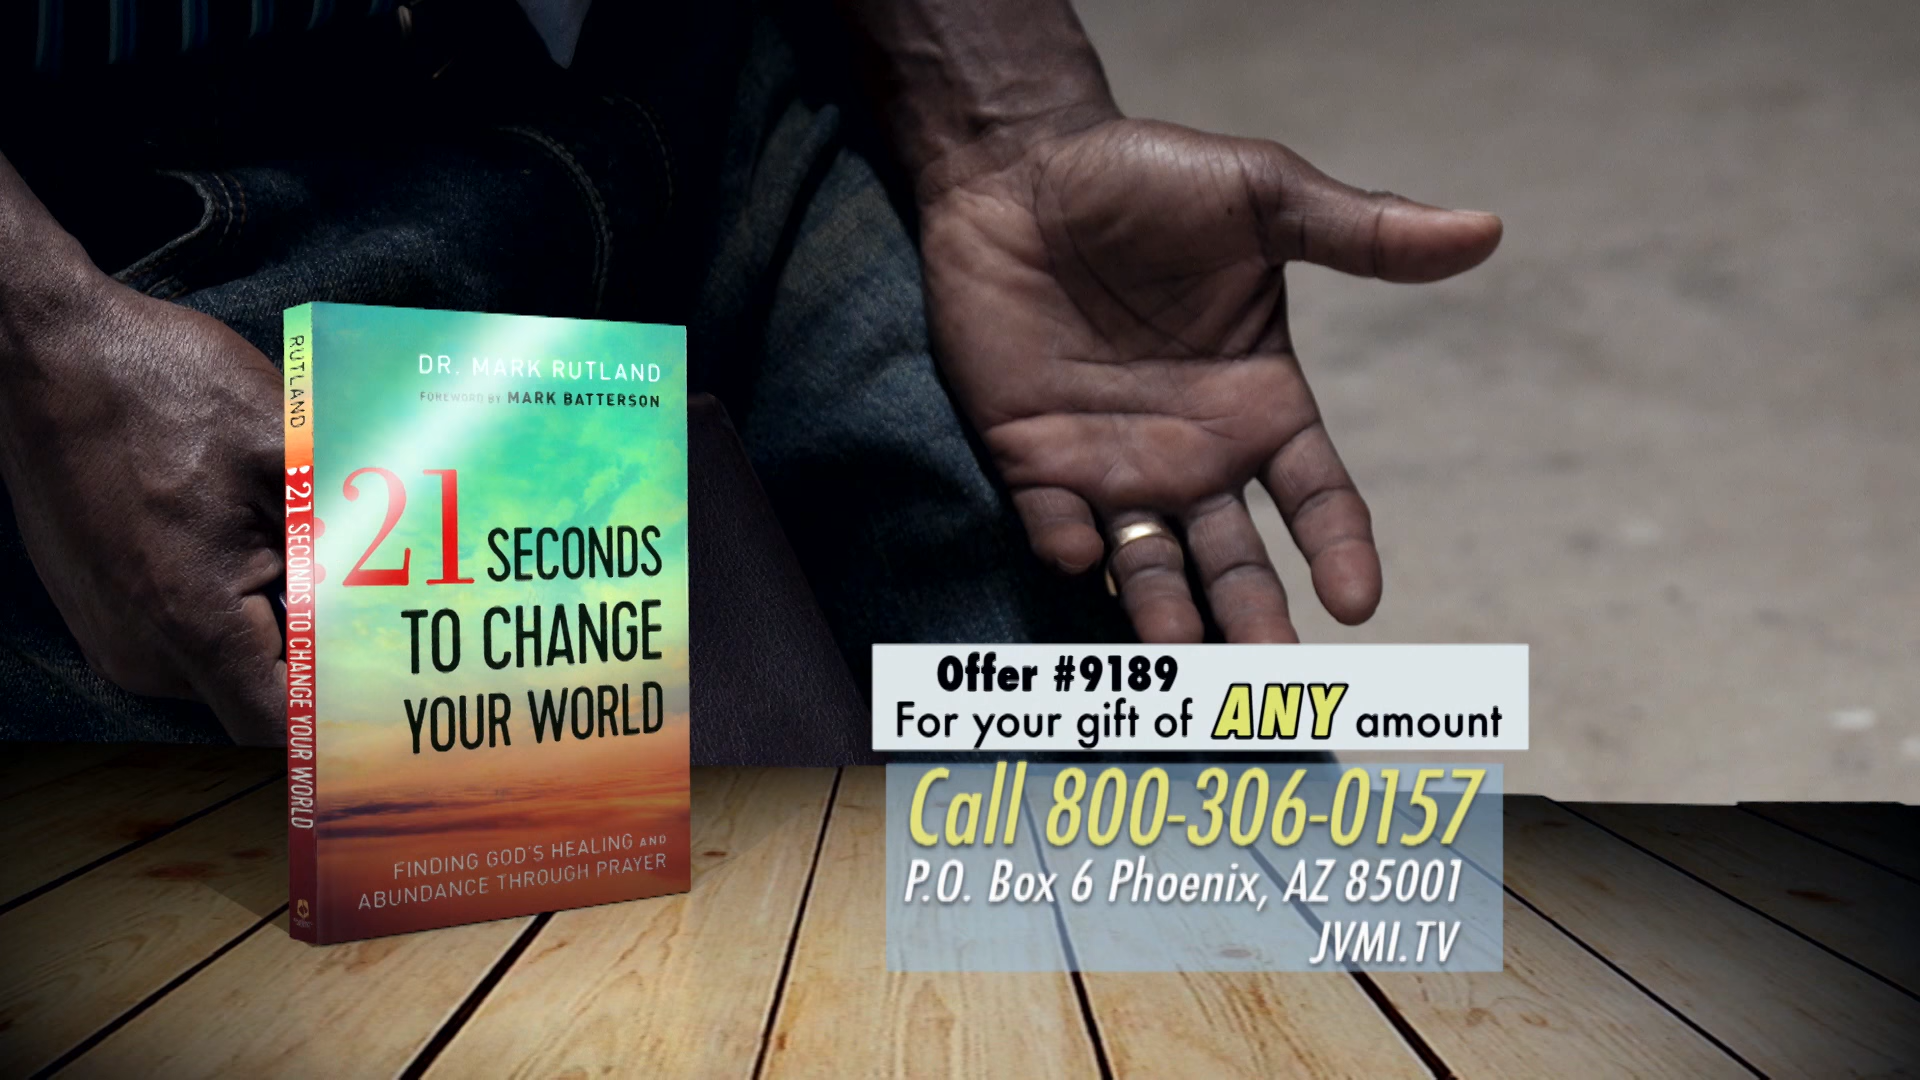 RUTLAND
:21 SECONDS TO CHANGE YOUR WORLD
DR. MARK RUTLAND
FOREWORD BY MARK BATTERSON
:21 SECONDS
TO CHANGE
YOUR WORLD
FINDING GOD'S HEALING AND
ABUNDANCE THROUGH PRAYER
Offer #9189
For your gift of ANY amount
Call 800-306-0157
P.O. Box 6 Phoenix, AZ 85001
JVMI.TV